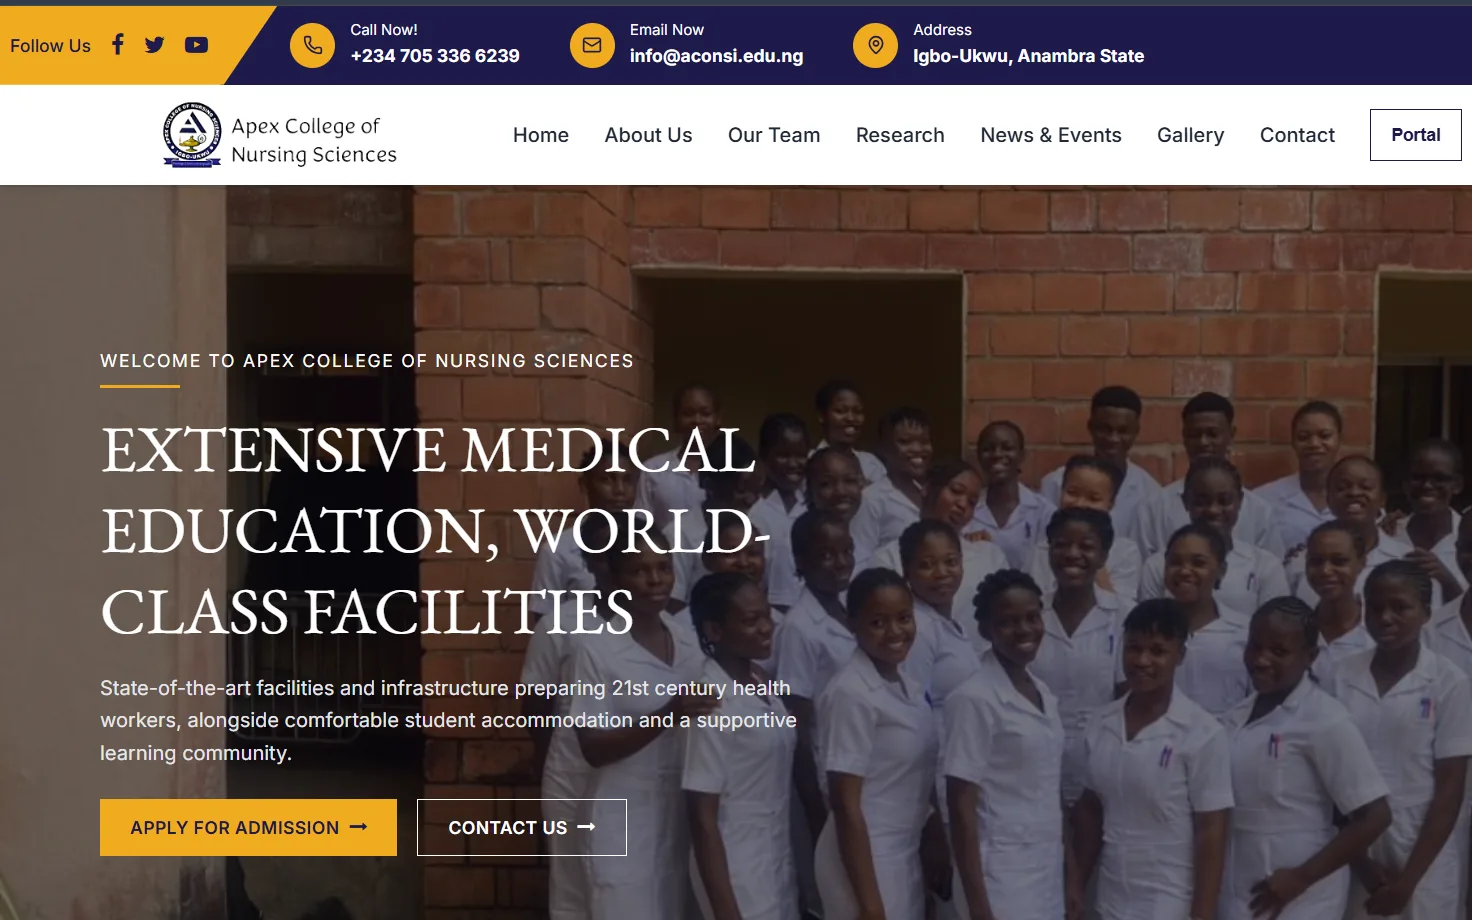 Follow Us
Call Now!
+234 705 336 6239
Email Now
info@aconsi.edu.ng
Address
Igbo-Ukwu, Anambra State
Apex College of
Nursing Sciences
Home
About Us
Our Team
Research
News & Events
Gallery
Contact
Portal
WELCOME TO APEX COLLEGE OF NURSING SCIENCES
EXTENSIVE MEDICAL
EDUCATION, WORLD-
CLASS FACILITIES
State-of-the-art facilities and infrastructure preparing 21st century health
workers, alongside comfortable student accommodation and a supportive
learning community.
APPLY FOR ADMISSION
CONTACT US